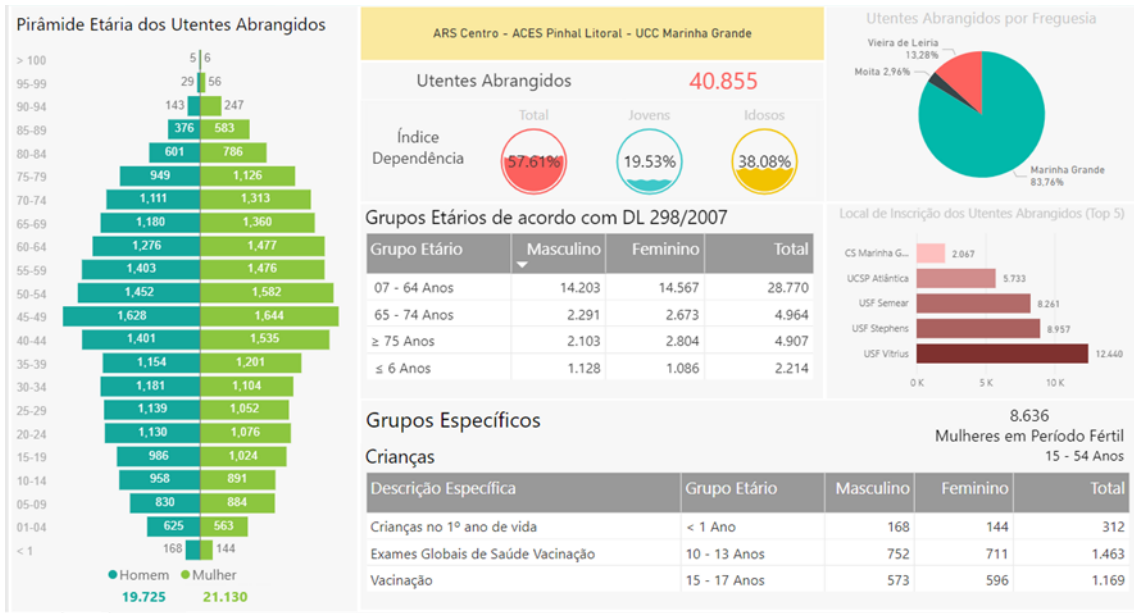 Pirâmide Etária dos Utentes Abrangidos
> 100 5 6
95-99 29 56
90-94 143 247
85-89 376 583
80-84 601 786
75-79 949 1,126
70-74 1,111 1,313
65-69 1,180 1,360
60-64 1,276 1,477
55-59 1,403 1,476
50-54 1,452 1,582
45-49 1,628 1,644
40-44 1,401 1,535
35-39 1,154 1,201
30-34 1,181 1,104
25-29 1,139 1,052
20-24 1,130 1,076
15-19 986 1,024
10-14 958 891
05-09 830 884
01-04 625 563
< 1 168 144
Homem Mulher
19.725 21.130
ARS Centro - ACES Pinhal Litoral - UCC Marinha Grande
Utentes Abrangidos 40.855
Índice Dependência
Total Jovens Idosos
57.61% 19.53% 38.08%
Grupos Etários de acordo com DL 298/2007
Grupo Etário Masculino Feminino Total
07 - 64 Anos 14.203 14.567 28.770
65 - 74 Anos 2.291 2.673 4.964
≥ 75 Anos 2.103 2.804 4.907
≤ 6 Anos 1.128 1.086 2.214
Utentes Abrangidos por Freguesia
Vieira de Leiria
13,28%
Moita 2,96%
Marinha Grande
83,76%
Local de Inscrição dos Utentes Abrangidos (Top 5)
CS Marinha G... 2.067
UCSP Atlântica 5.733
USF Semear 8.261
USF Stephens 8.957
USF Vitrius 12.440
0 K 5 K 10 K
Grupos Específicos
8.636
Mulheres em Período Fértil
15 - 54 Anos
Crianças
Descrição Específica Grupo Etário Masculino Feminino Total
Crianças no 1º ano de vida < 1 Ano 168 144 312
Exames Globais de Saúde Vacinação 10 - 13 Anos 752 711 1.463
Vacinação 15 - 17 Anos 573 596 1.169